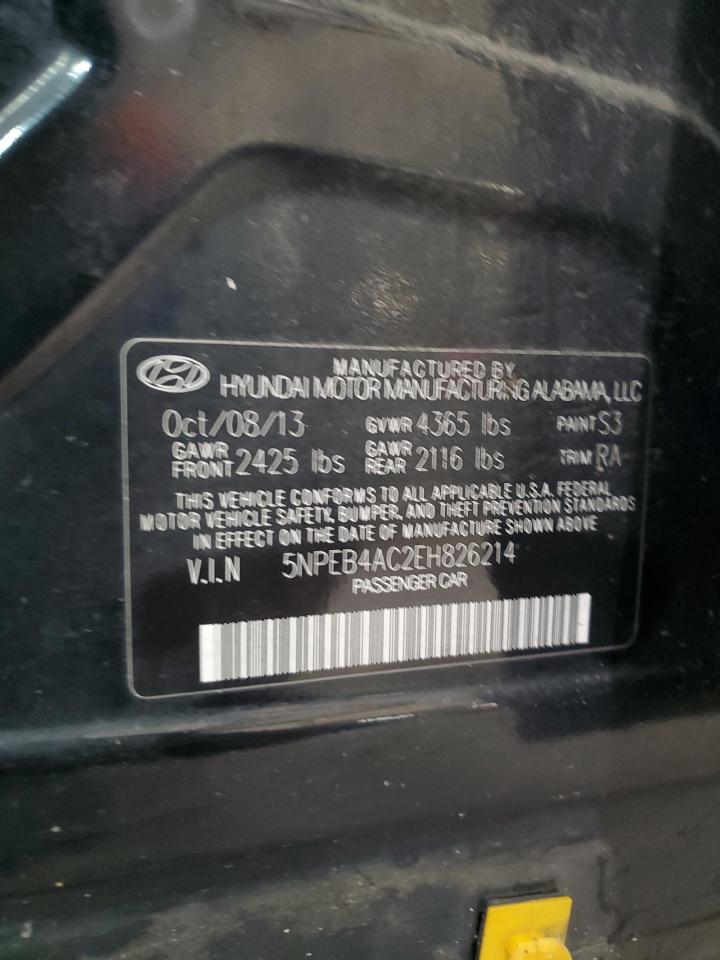 MANUFACTURED BY
HYUNDAI MOTOR MANUFACTURING ALABAMA, LLC
Oct/08/13 GVWR 4365 lbs PAINT S3
GAWR FRONT 2425 lbs GAWR REAR 2116 lbs TRIM RA
THIS VEHICLE CONFORMS TO ALL APPLICABLE U.S.A. FEDERAL
MOTOR VEHICLE SAFETY, BUMPER, AND THEFT PREVENTION STANDARDS
IN EFFECT ON THE DATE OF MANUFACTURE SHOWN ABOVE
V.I.N 5NPEB4AC2EH826214
PASSENGER CAR